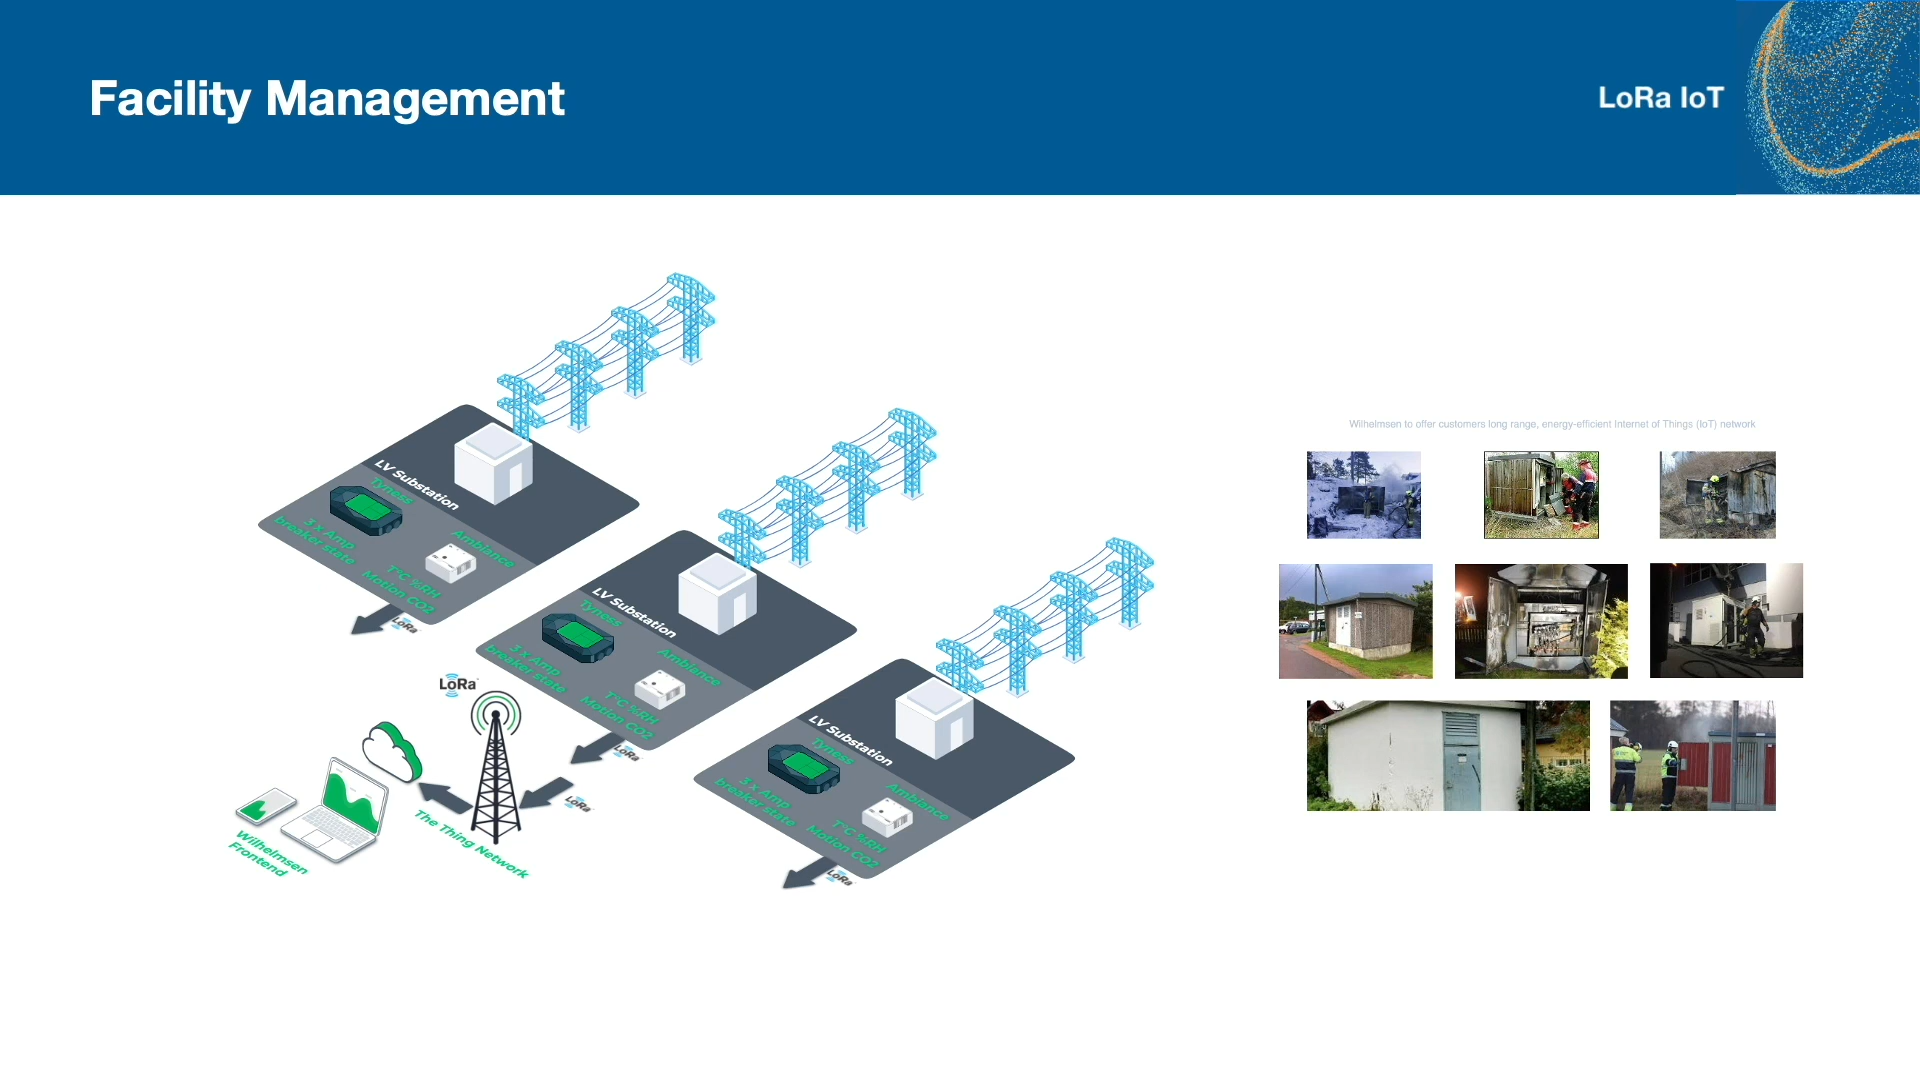 Facility Management
LoRa IoT
Wilhelmsen to offer customers long range, energy-efficient Internet of Things (IoT) network
LV Substation
Tyness
3 x Amp
breaker state
Ambiance
T°C %RH
Motion CO2
LoRa
LV Substation
Tyness
3 x Amp
breaker state
Ambiance
T°C %RH
Motion CO2
LoRa
LV Substation
Tyness
3 x Amp
breaker state
Ambiance
T°C %RH
Motion CO2
LoRa
LoRa
LoRa
The Thing Network
Wilhelmsen
Frontend